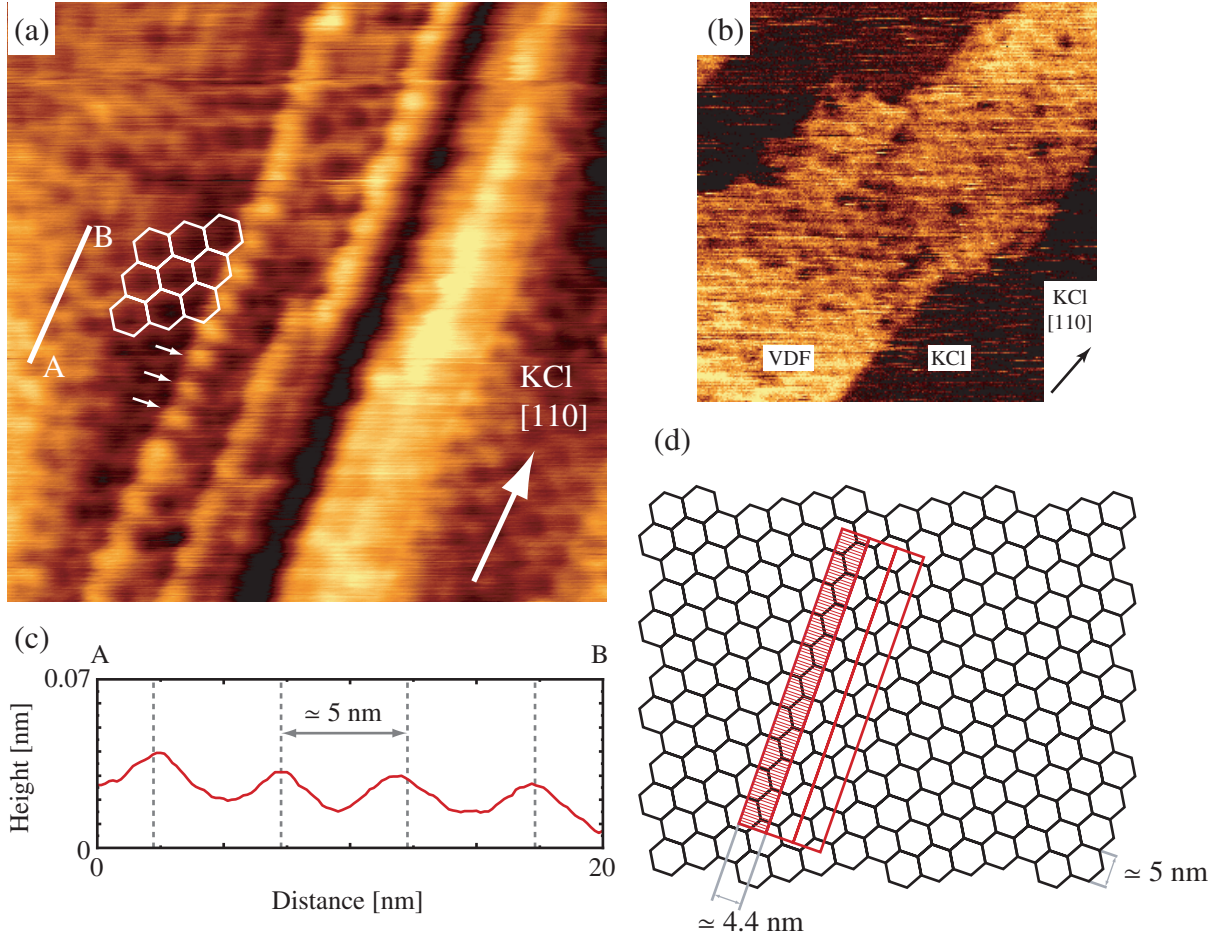 (a)
B
A
KCl
[110]
(b)
VDF
KCl
KCl
[110]
(c)
A
B
0.07
≃ 5 nm
Height [nm]
0
0
20
Distance [nm]
(d)
≃ 5 nm
≃ 4.4 nm